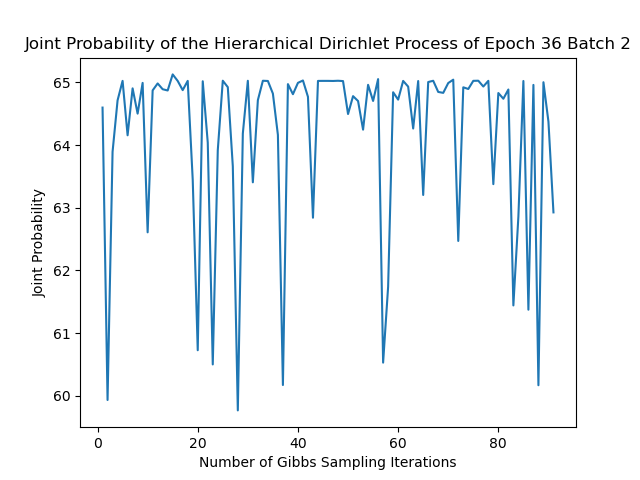 Joint Probability of the Hierarchical Dirichlet Process of Epoch 36 Batch 2
65
64
63
62
61
60
Joint Probability
0 20 40 60 80
Number of Gibbs Sampling Iterations